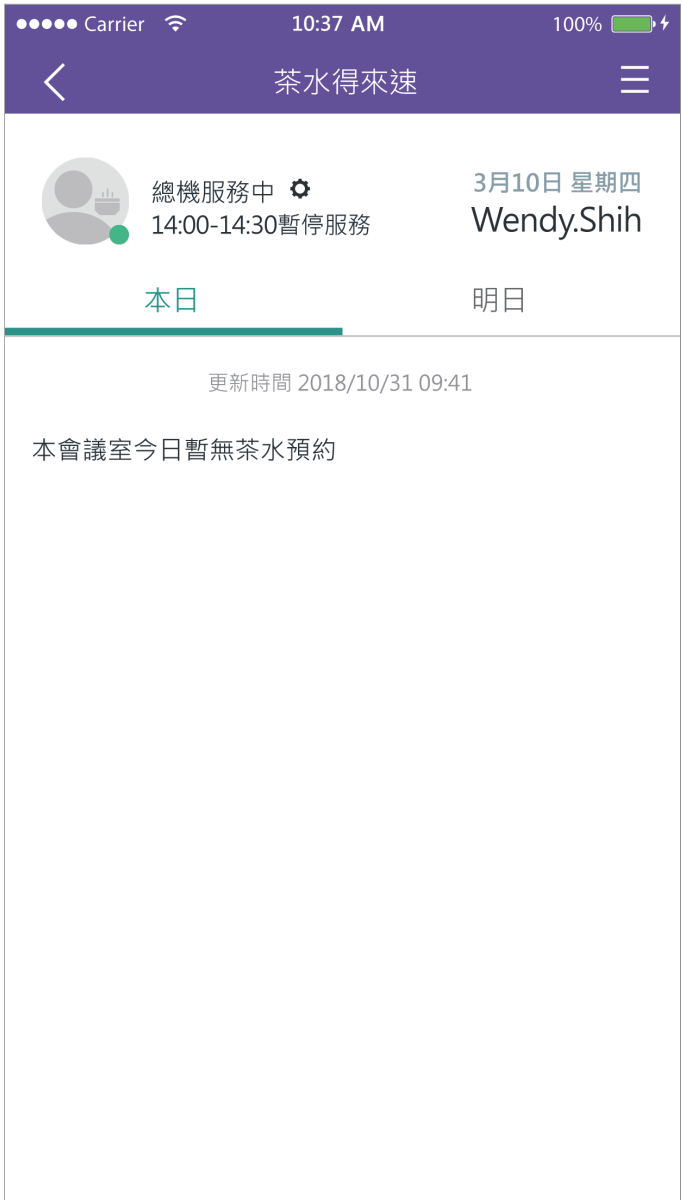 Carrier 10:37 AM 100%
茶水得來速
總機服務中
14:00-14:30暫停服務
3月10日 星期四
Wendy.Shih
本日 明日
更新時間 2018/10/31 09:41
本會議室今日暫無茶水預約